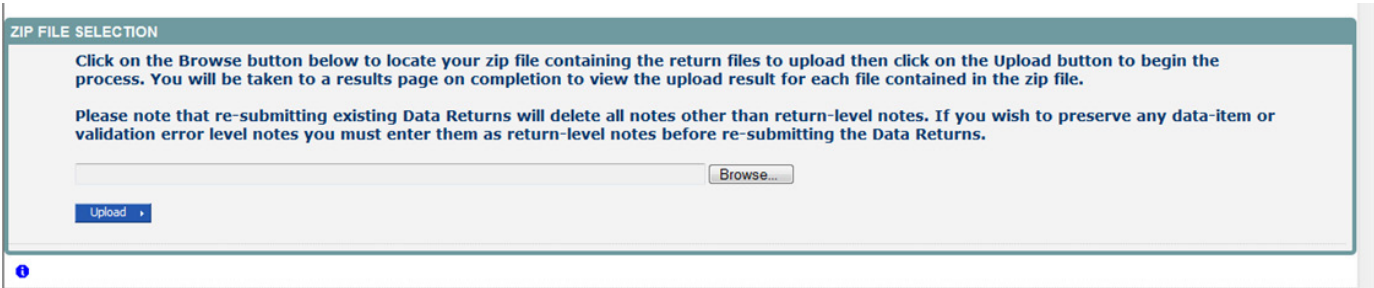 ZIP FILE SELECTION
Click on the Browse button below to locate your zip file containing the return files to upload then click on the Upload button to begin the
process. You will be taken to a results page on completion to view the upload result for each file contained in the zip file.
Please note that re-submitting existing Data Returns will delete all notes other than return-level notes. If you wish to preserve any data-item or
validation error level notes you must enter them as return-level notes before re-submitting the Data Returns.
Browse...
Upload